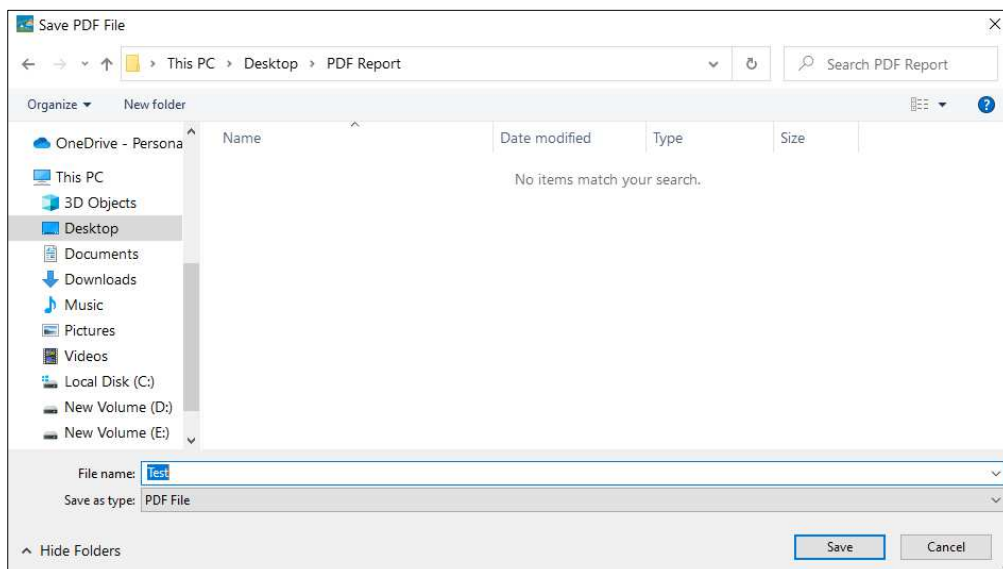 Save PDF File
This PC > Desktop > PDF Report
Search PDF Report
Organize
New folder
Name
Date modified
Type
Size
No items match your search.
OneDrive - Persona
This PC
3D Objects
Desktop
Documents
Downloads
Music
Pictures
Videos
Local Disk (C:)
New Volume (D:)
New Volume (E:)
File name: Test
Save as type: PDF File
Hide Folders
Save
Cancel